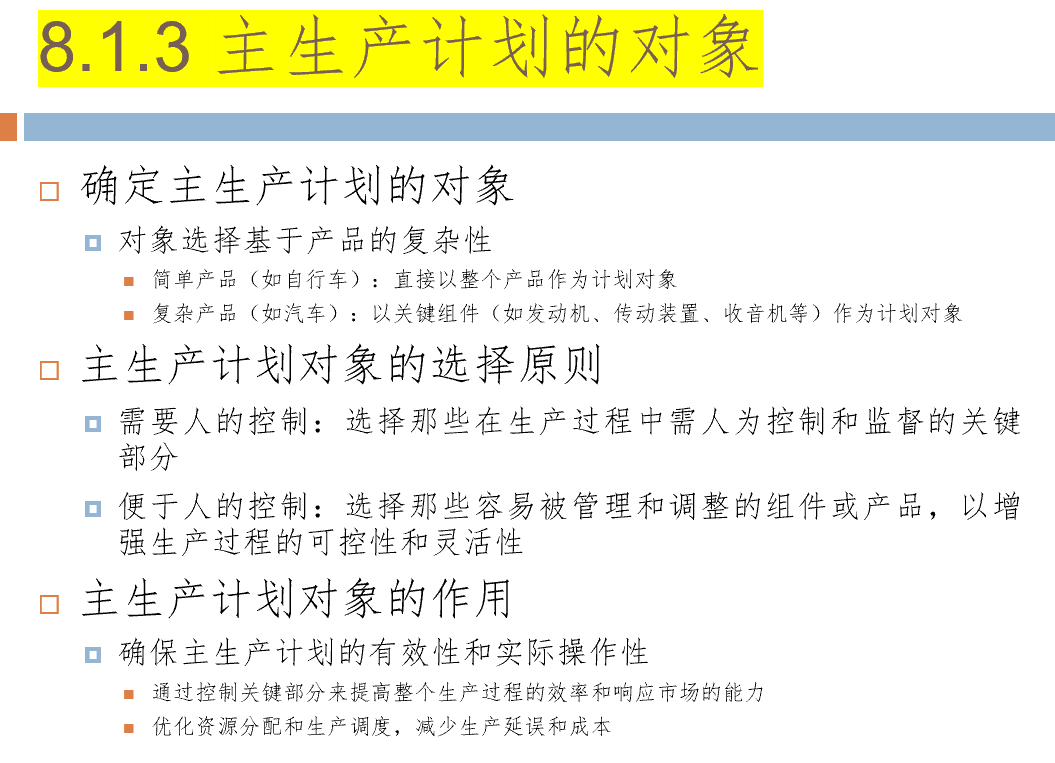 8.1.3 主生产计划的对象
确定主生产计划的对象
对象选择基于产品的复杂性
简单产品（如自行车）：直接以整个产品作为计划对象
复杂产品（如汽车）：以关键组件（如发动机、传动装置、收音机等）作为计划对象
主生产计划对象的选择原则
需要人的控制：选择那些在生产过程中需人为控制和监督的关键
部分
便于人的控制：选择那些容易被管理和调整的组件或产品，以增
强生产过程的可控性和灵活性
主生产计划对象的作用
确保主生产计划的有效性和实际操作性
通过控制关键部分来提高整个生产过程的效率和响应市场的能力
优化资源分配和生产调度，减少生产延误和成本